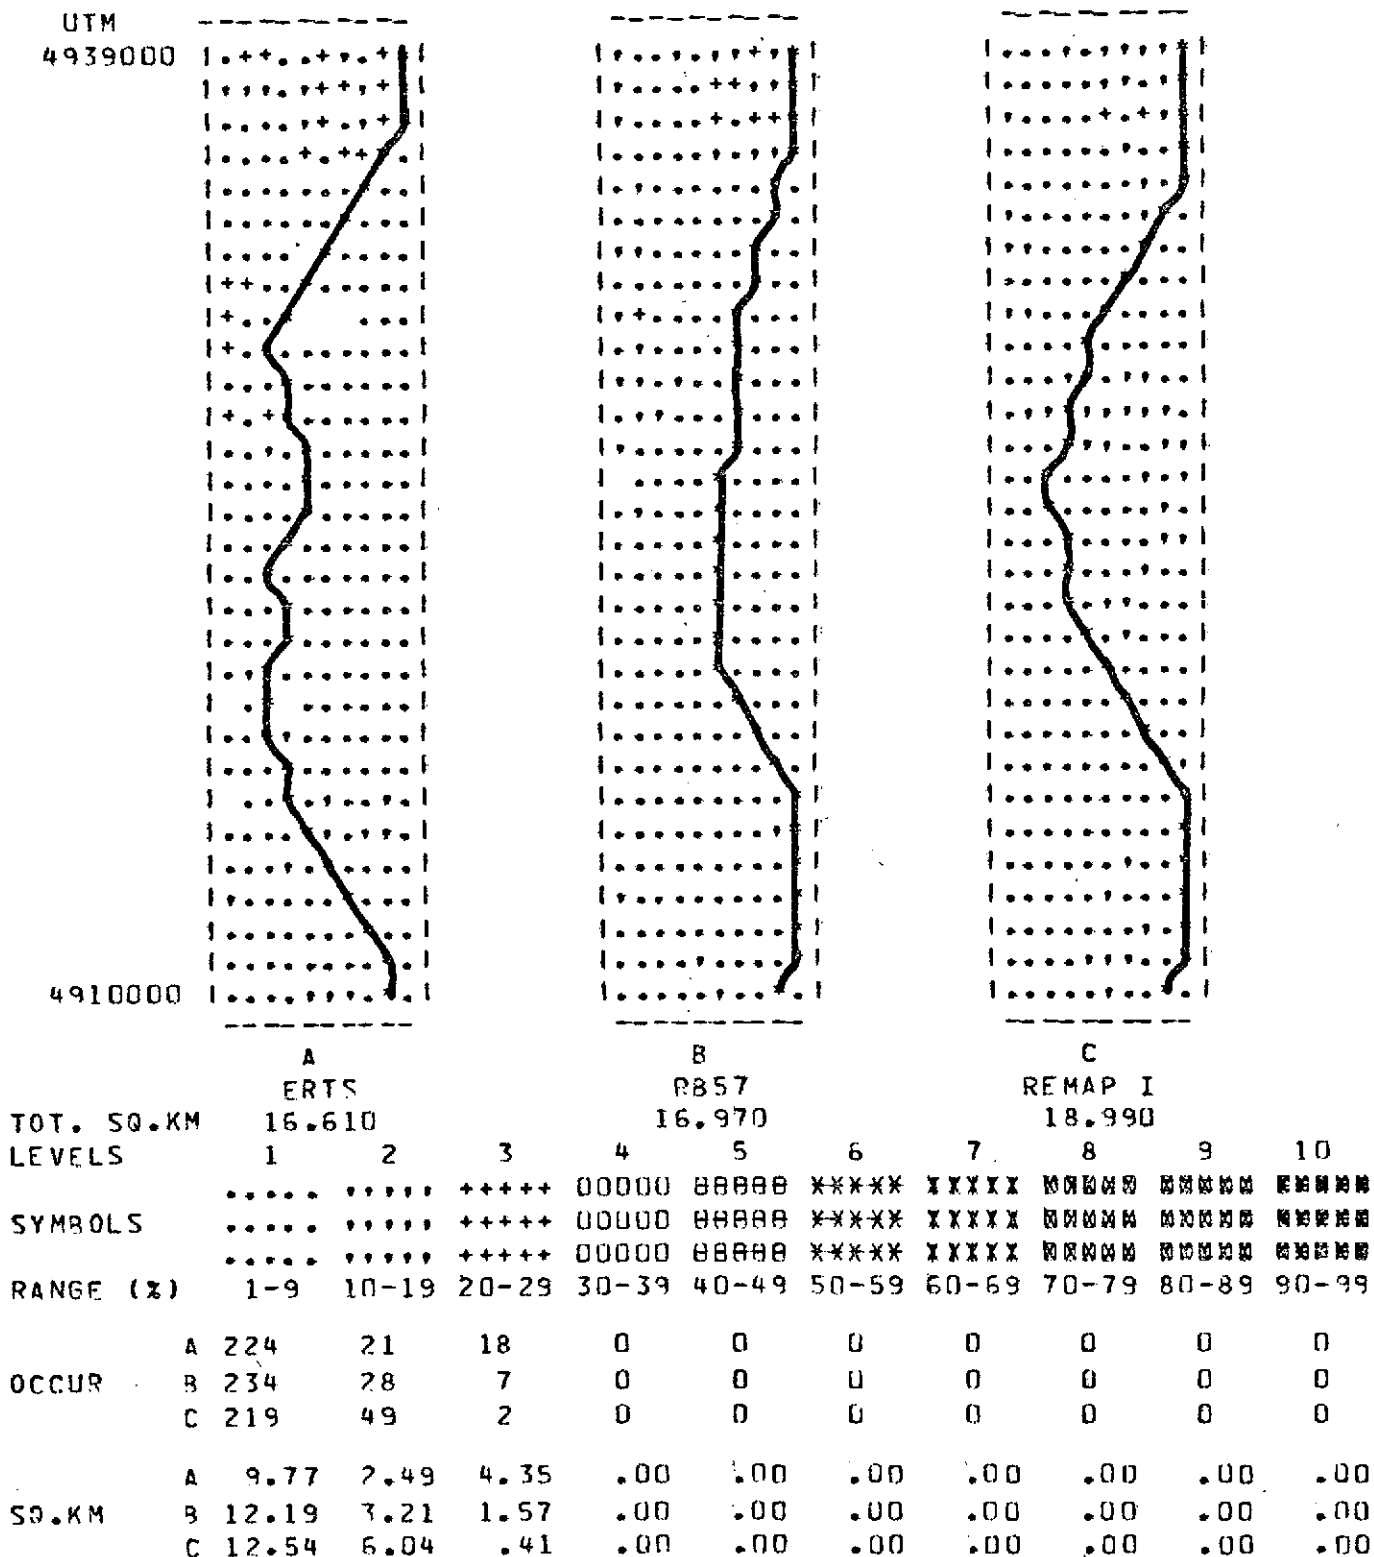 UTM
4939000
4910000
A B C
ERTS RB57 REMAP I
TOT. SQ.KM 16.610 16.970 18.990
LEVELS 1 2 3 4 5 6 7 8 9 10
..... ,,,,, +++++ 00000 ***** XXXXX
SYMBOLS ..... ,,,,, +++++ 00000 ***** XXXXX
..... ,,,,, +++++ 00000 ***** XXXXX
RANGE (%) 1-9 10-19 20-29 30-39 40-49 50-59 60-69 70-79 80-89 90-99
A 224 21 18 0 0 0 0 0 0 0
OCCUR B 234 28 7 0 0 0 0 0 0 0
C 219 49 2 0 0 0 0 0 0 0
A 9.77 2.49 4.35 .00 .00 .00 .00 .00 .00 .00
SQ.KM B 12.19 3.21 1.57 .00 .00 .00 .00 .00 .00 .00
C 12.54 6.04 .41 .00 .00 .00 .00 .00 .00 .00